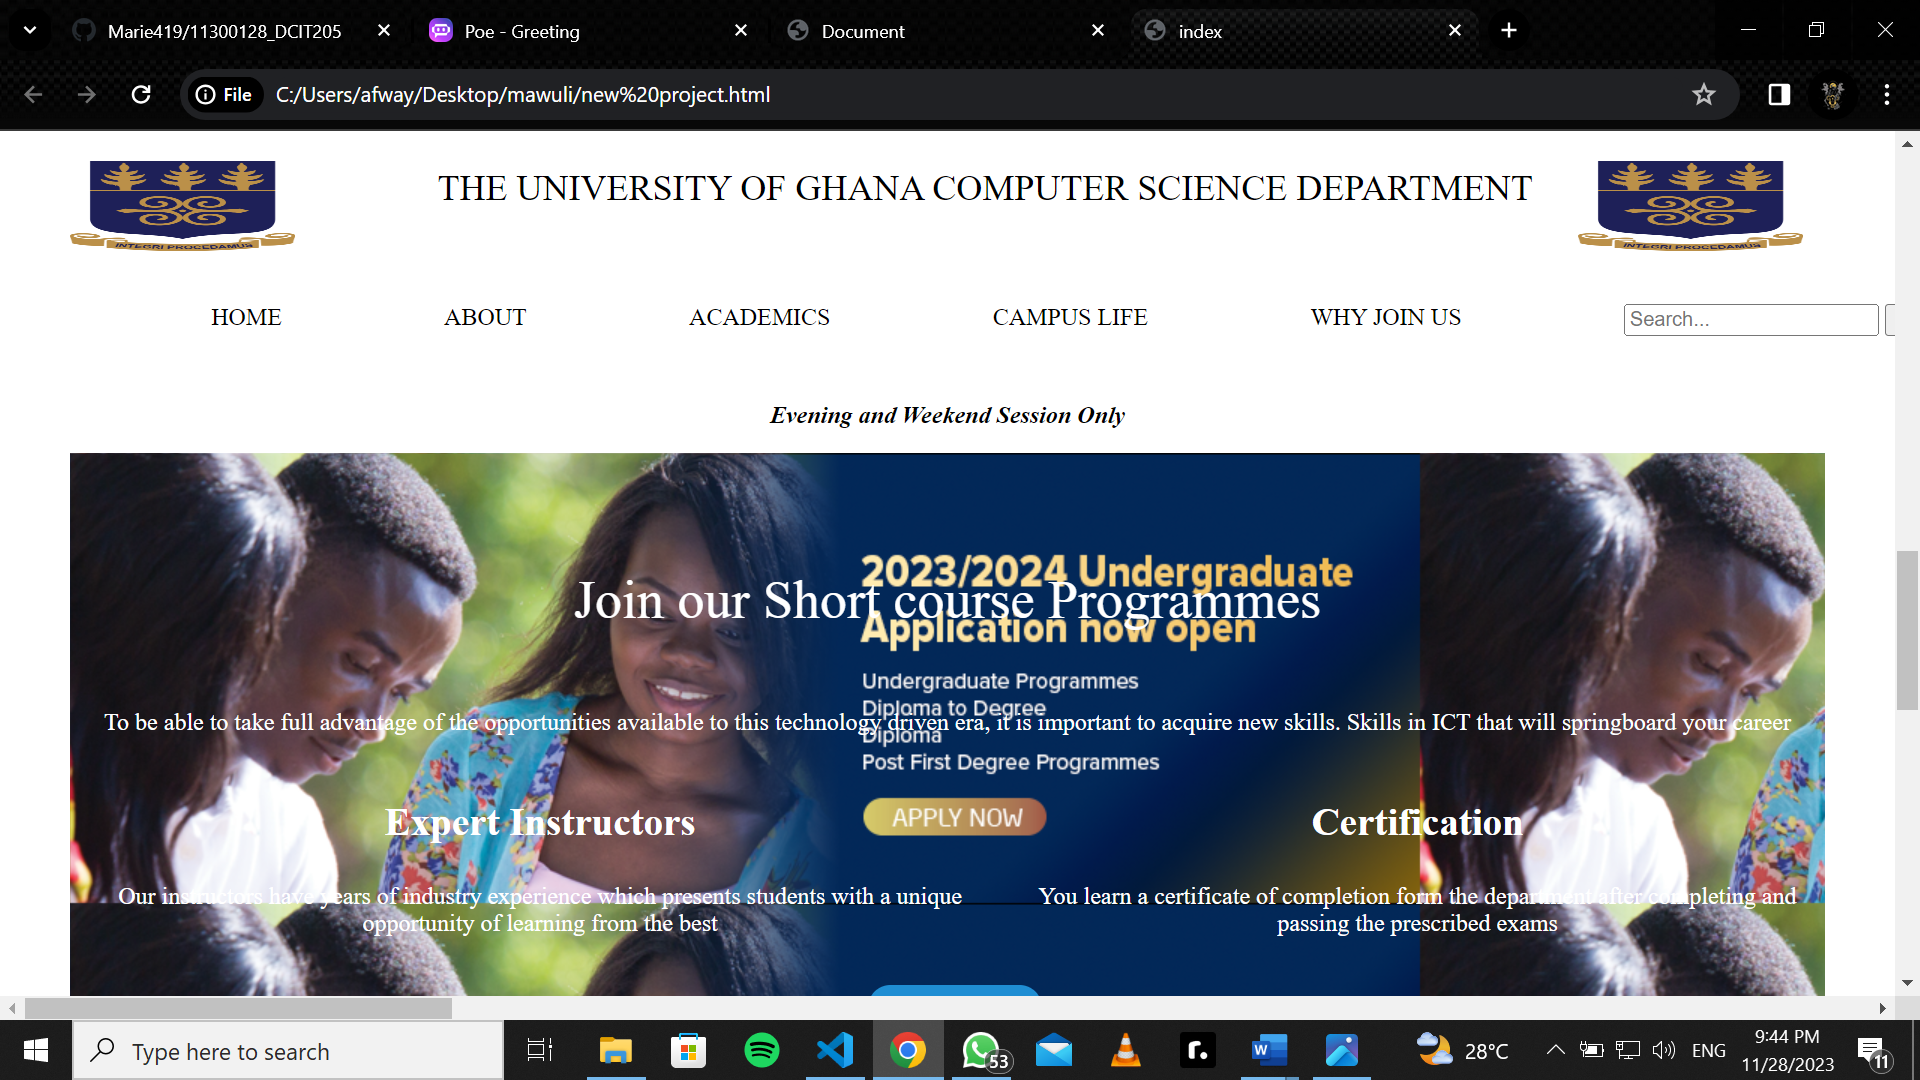 Marie419/11300128_DCIT205
Poe - Greeting
Document
index
File
C:/Users/afway/Desktop/mawuli/new%20project.html
INTEGRI PROCEDAMUS
THE UNIVERSITY OF GHANA COMPUTER SCIENCE DEPARTMENT
INTEGRI PROCEDAMUS
HOME
ABOUT
ACADEMICS
CAMPUS LIFE
WHY JOIN US
Search...
Evening and Weekend Session Only
2023/2024 Undergraduate
Application now open
Join our Short course Programmes
Undergraduate Programmes
Diploma to Degree
Diploma
Post First Degree Programmes
APPLY NOW
To be able to take full advantage of the opportunities available to this technology driven era, it is important to acquire new skills. Skills in ICT that will springboard your career
Expert Instructors
Our instructors have years of industry experience which presents students with a unique
opportunity of learning from the best
Certification
You learn a certificate of completion form the department after completing and
passing the prescribed exams
Type here to search
53
28°C
ENG
9:44 PM
11/28/2023
11